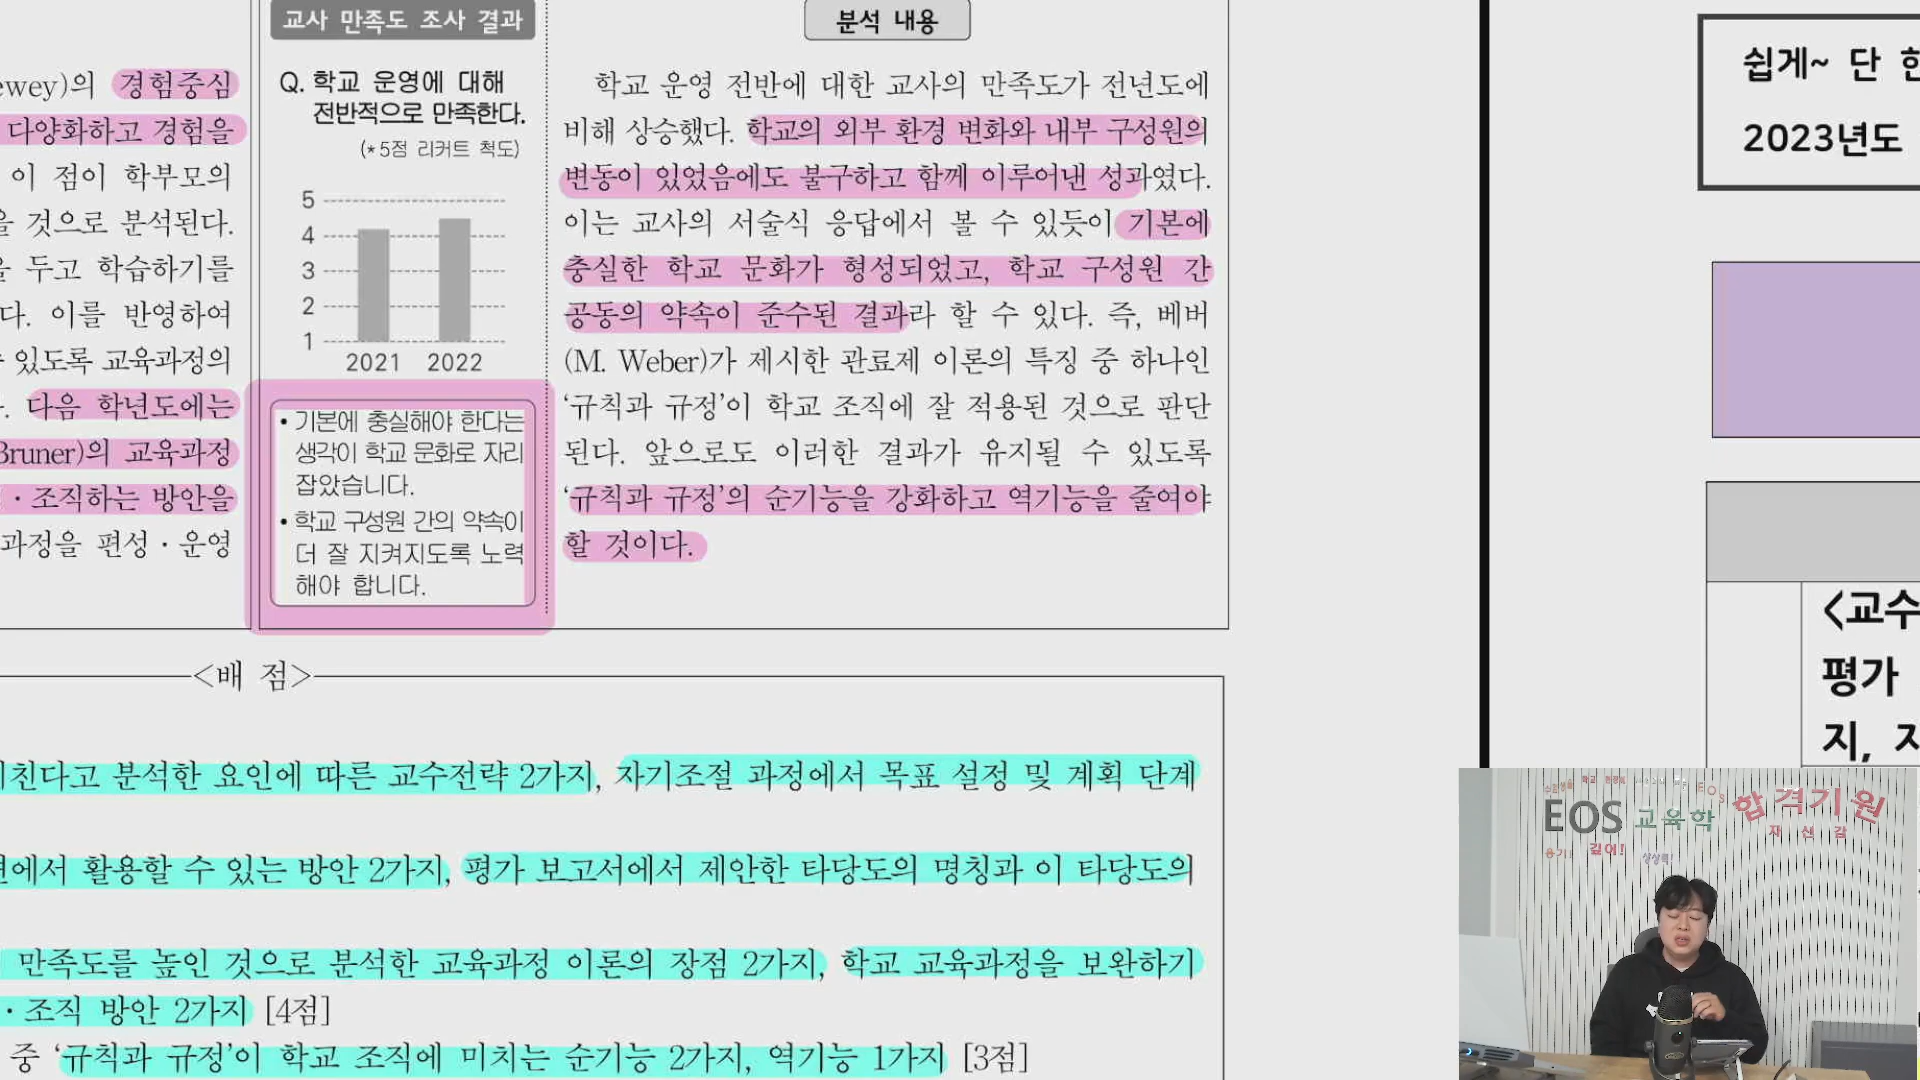 교사 만족도 조사 결과
Q. 학교 운영에 대해
전반적으로 만족한다.
(* 5점 리커트 척도)
5
4
3
2
1
2021 2022
• 기본에 충실해야 한다는
생각이 학교 문화로 자리
잡았습니다.
• 학교 구성원 간의 약속이
더 잘 지켜지도록 노력
해야 합니다.
분석 내용
학교 운영 전반에 대한 교사의 만족도가 전년도에
비해 상승했다. 학교의 외부 환경 변화와 내부 구성원의
변동이 있었음에도 불구하고 함께 이루어낸 성과였다.
이는 교사의 서술식 응답에서 볼 수 있듯이 기본에
충실한 학교 문화가 형성되었고, 학교 구성원 간
공동의 약속이 준수된 결과라 할 수 있다. 즉, 베버
(M. Weber)가 제시한 관료제 이론의 특징 중 하나인
‘규칙과 규정’이 학교 조직에 잘 적용된 것으로 판단
된다. 앞으로도 이러한 결과가 유지될 수 있도록
‘규칙과 규정’의 순기능을 강화하고 역기능을 줄여야
할 것이다.
ewey)의 경험중심
다양화하고 경험을
이 점이 학부모의
을 것으로 분석된다.
을 두고 학습하기를
다. 이를 반영하여
있도록 교육과정의
. 다음 학년도에는
Bruner)의 교육과정
· 조직하는 방안을
과정을 편성 · 운영
<배 점>
미친다고 분석한 요인에 따른 교수전략 2가지, 자기조절 과정에서 목표 설정 및 계획 단계
면에서 활용할 수 있는 방안 2가지, 평가 보고서에서 제안한 타당도의 명칭과 이 타당도의
만족도를 높인 것으로 분석한 교육과정 이론의 장점 2가지, 학교 교육과정을 보완하기
· 조직 방안 2가지 [4점]
중 ‘규칙과 규정’이 학교 조직에 미치는 순기능 2가지, 역기능 1가지 [3점]
쉽게~ 단 한
2023년도
<교수
평가
지, 지
EOS 교육학
합격기원
자신감
용기!
길이!